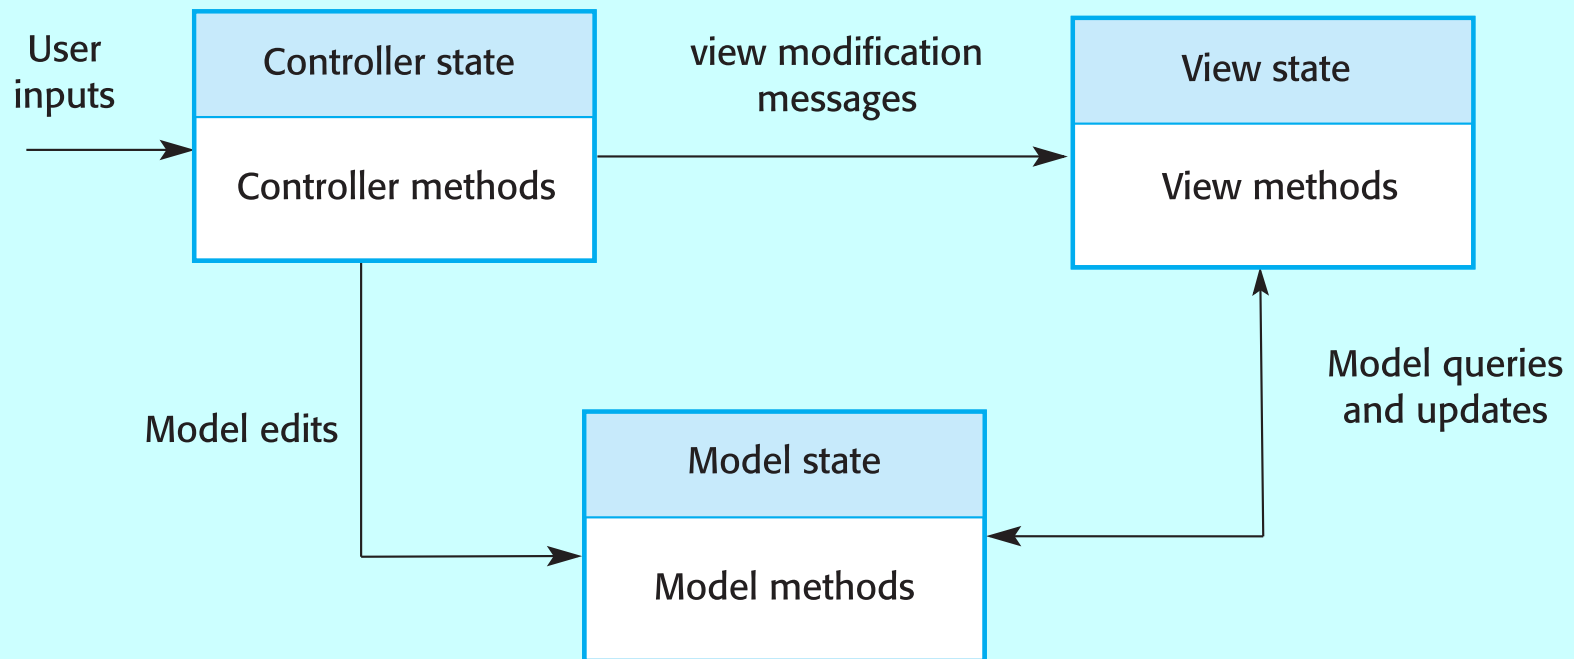 User
inputs
Controller state
Controller methods
view modification
messages
View state
View methods
Model edits
Model state
Model methods
Model queries
and updates